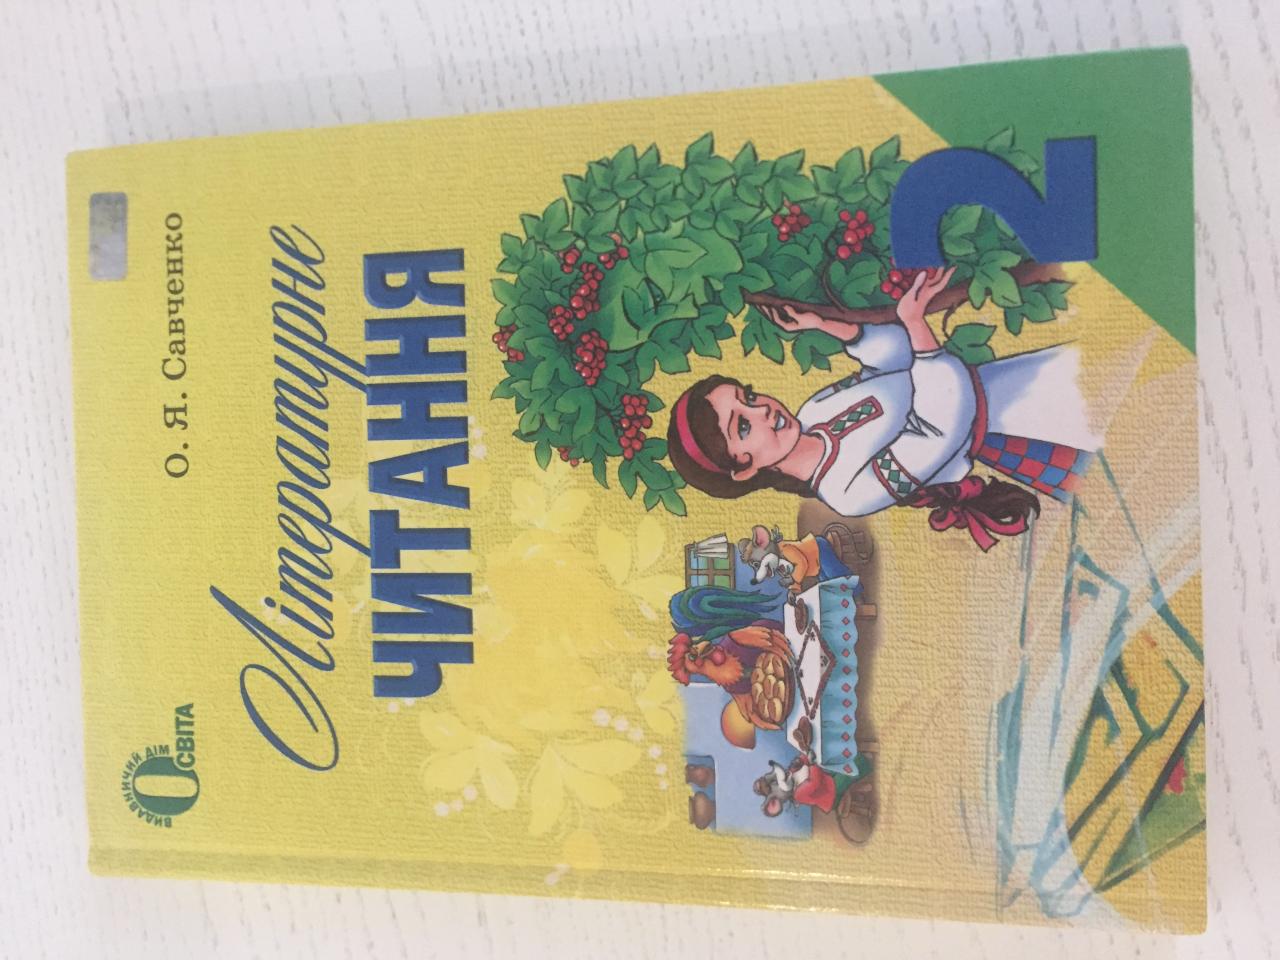 ВИДАВНИЧИЙ ДІМ
ОСВІТА
О. Я. Савченко
Літературне
ЧИТАННЯ
2